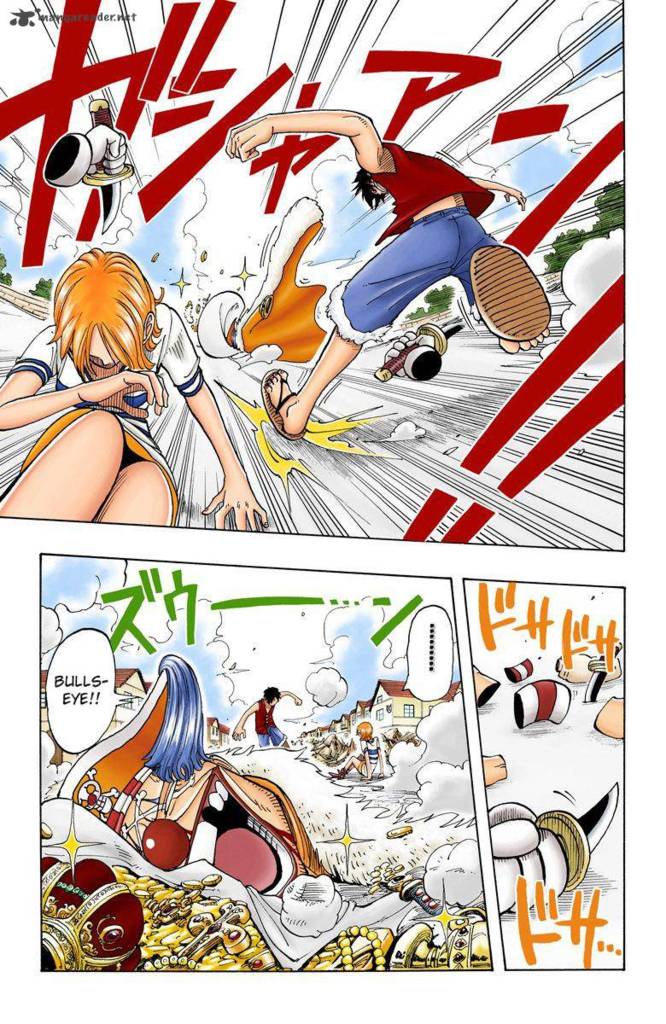 mangareader.net
ガシャアン!!
ドサ
ドサ
ドサ…
ズウー…ン
.........
BULLS-
EYE!!